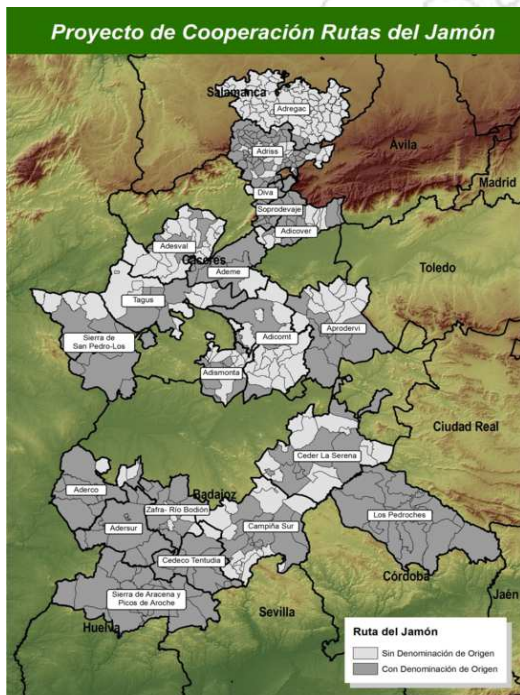 Proyecto de Cooperación Rutas del Jamón
Salamanca
Adregac
Adriss
Ávila
Madrid
Diva
Soprodevaje
Adicover
Adesval
Cáceres
Ademe
Toledo
Tagus
Sierra de
San Pedro-Los
Adicomt
Aprodervi
Adismonta
Ciudad Real
Ceder La Serena
Aderco
Badajoz
Zafra- Río Bodión
Los Pedroches
Adersur
Campiña Sur
Cedeco Tentudia
Córdoba
Jaén
Sierra de Aracena y
Picos de Aroche
Sevilla
Huelva
Ruta del Jamón
Sin Denominación de Origen
Con Denominación de Origen